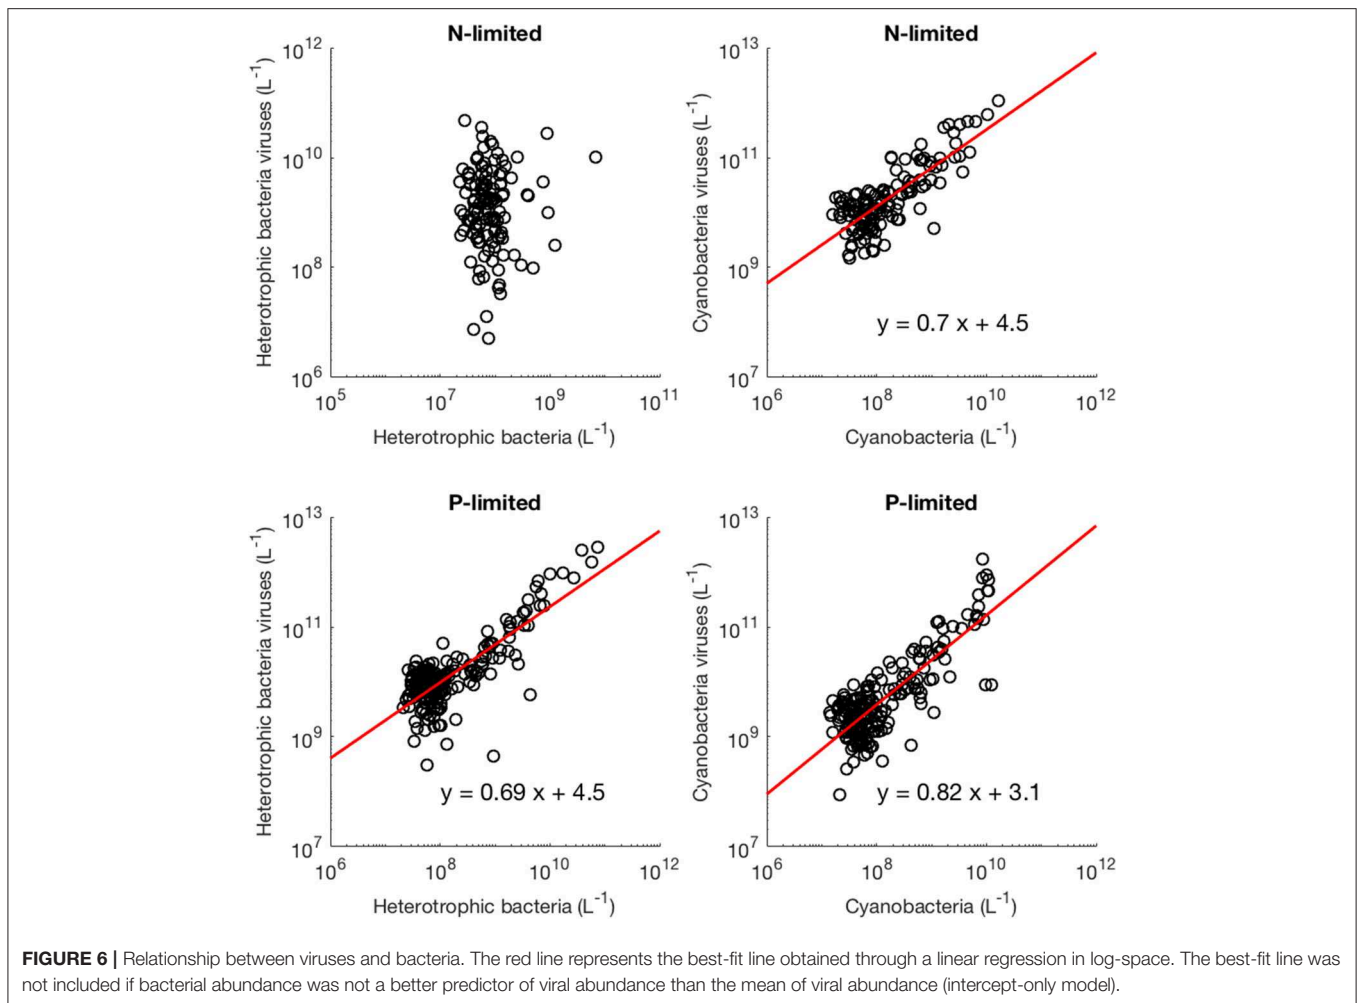 N-limited
10^12
10^10
10^8
10^6
Heterotrophic bacteria viruses (L^-1)
10^5 10^7 10^9 10^11
Heterotrophic bacteria (L^-1)
N-limited
10^13
10^11
10^9
10^7
Cyanobacteria viruses (L^-1)
y = 0.7 x + 4.5
10^6 10^8 10^10 10^12
Cyanobacteria (L^-1)
P-limited
10^13
10^11
10^9
10^7
Heterotrophic bacteria viruses (L^-1)
y = 0.69 x + 4.5
10^6 10^8 10^10 10^12
Heterotrophic bacteria (L^-1)
P-limited
10^13
10^11
10^9
10^7
Cyanobacteria viruses (L^-1)
y = 0.82 x + 3.1
10^6 10^8 10^10 10^12
Cyanobacteria (L^-1)
FIGURE 6 | Relationship between viruses and bacteria. The red line represents the best-fit line obtained through a linear regression in log-space. The best-fit line was
not included if bacterial abundance was not a better predictor of viral abundance than the mean of viral abundance (intercept-only model).